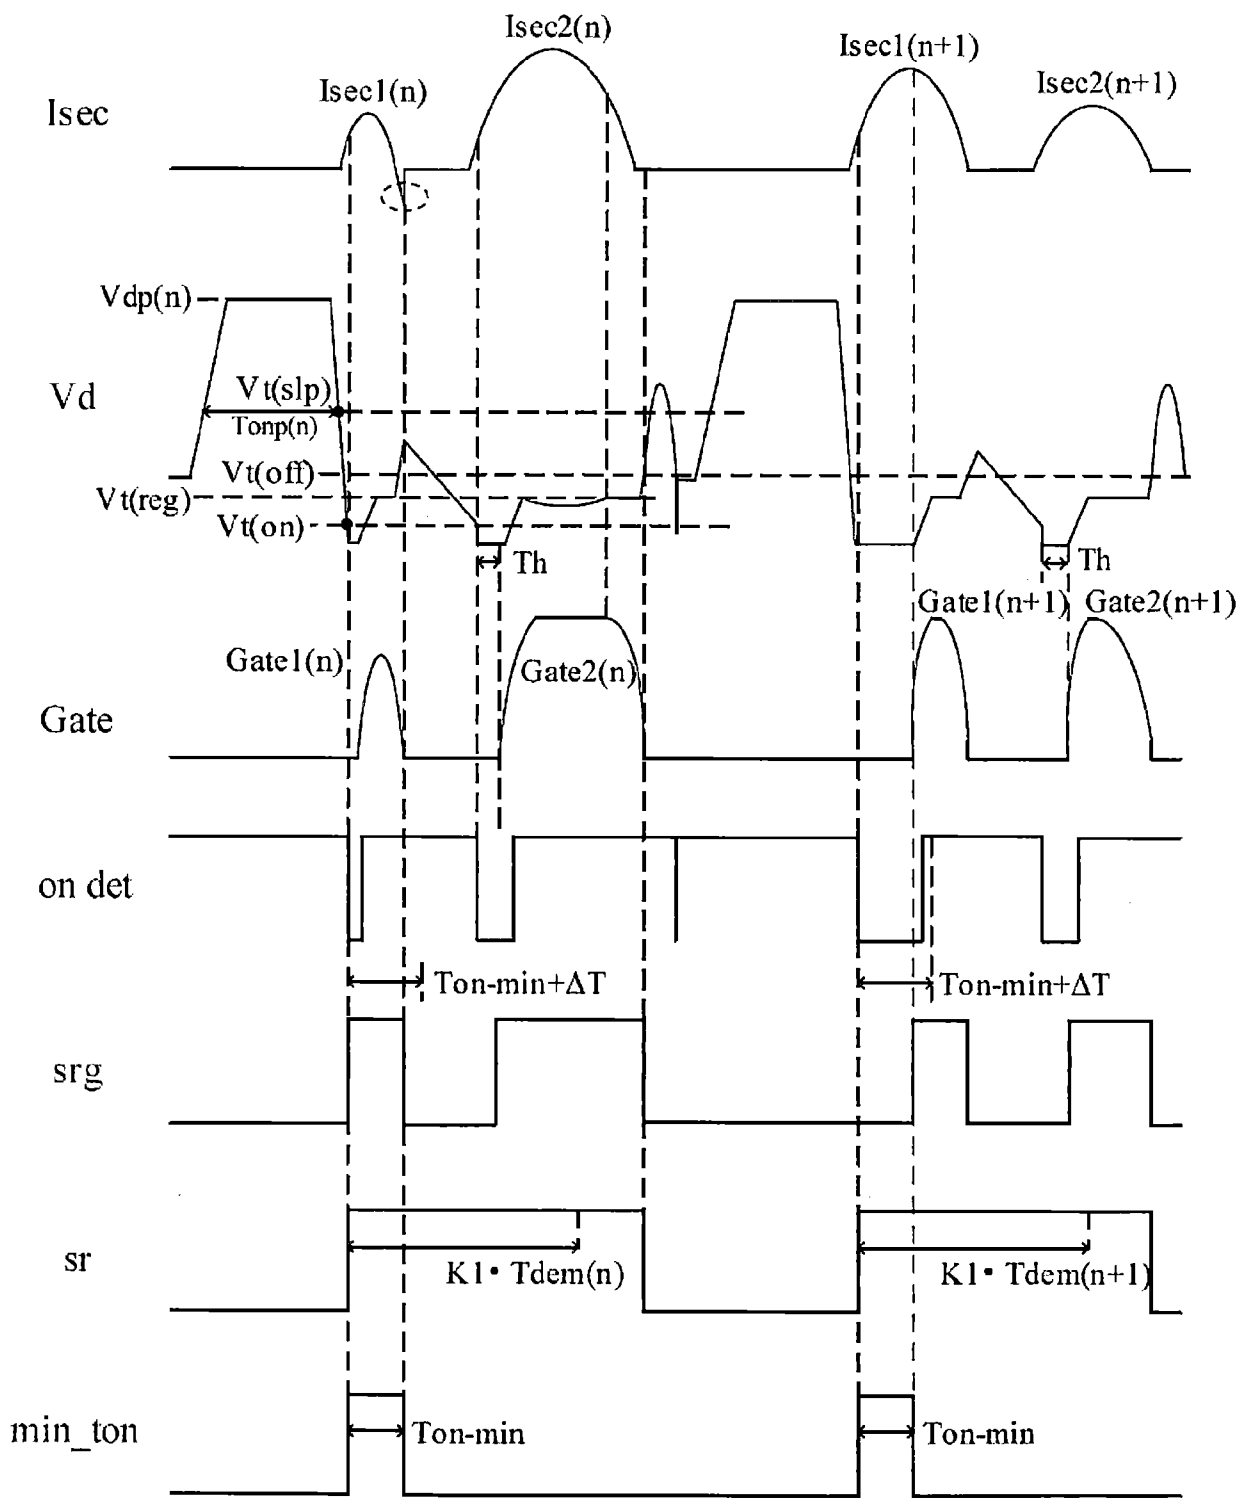 Isec2(n)
Isec1(n+1)
Isec1(n)
Isec2(n+1)
Isec
Vdp(n)
Vd
Vt(slp)
Tonp(n)
Vt(off)
Vt(reg)
Vt(on)
Th
Th
Gate1(n+1)
Gate2(n+1)
Gate1(n)
Gate2(n)
Gate
on det
Ton-min+ΔT
Ton-min+ΔT
srg
sr
K1· Tdem(n)
K1· Tdem(n+1)
min_ton
Ton-min
Ton-min